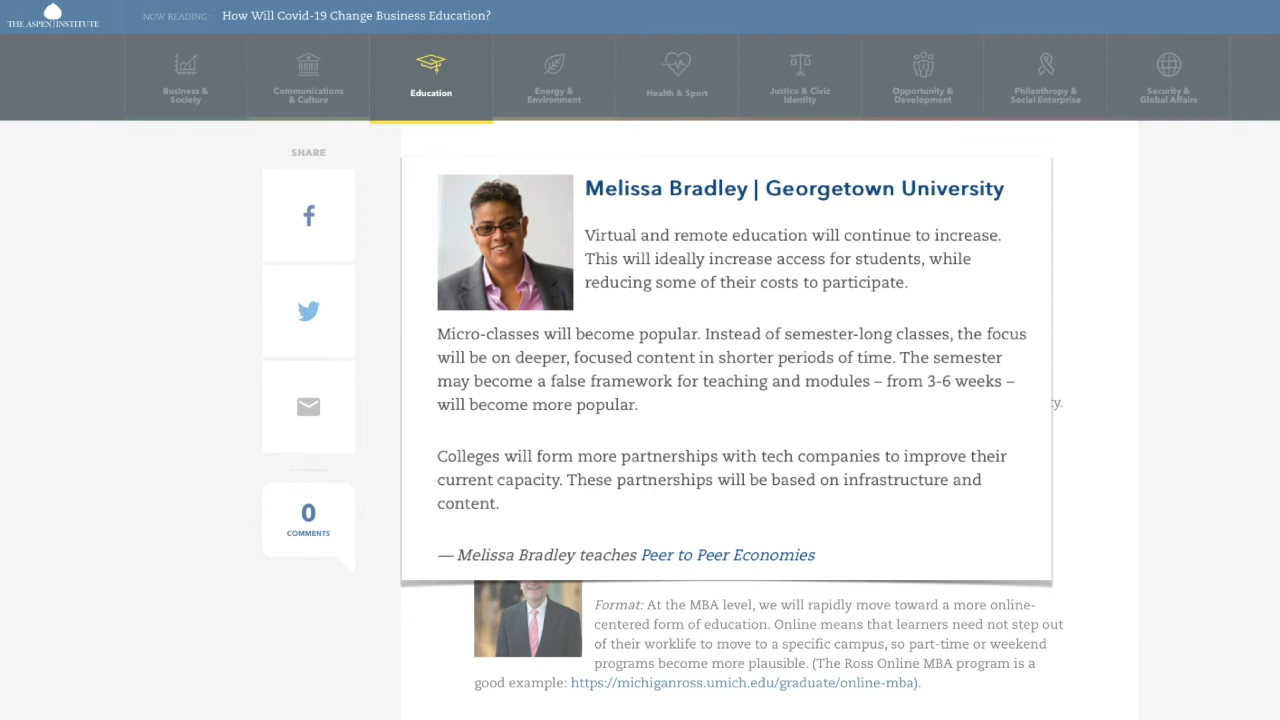 THE ASPEN INSTITUTE
NOW READING: How Will Covid-19 Change Business Education?
Business &
Society
Communications
& Culture
Education
Energy &
Environment
Health & Sport
Justice & Civic
Identity
Opportunity &
Development
Philanthropy &
Social Enterprise
Security &
Global Affairs
SHARE
0
COMMENTS
Melissa Bradley | Georgetown University
Virtual and remote education will continue to increase.
This will ideally increase access for students, while
reducing some of their costs to participate.
Micro-classes will become popular. Instead of semester-long classes, the focus
will be on deeper, focused content in shorter periods of time. The semester
may become a false framework for teaching and modules – from 3-6 weeks –
will become more popular.
Colleges will form more partnerships with tech companies to improve their
current capacity. These partnerships will be based on infrastructure and
content.
— Melissa Bradley teaches Peer to Peer Economies
Format: At the MBA level, we will rapidly move toward a more online-
centered form of education. Online means that learners need not step out
of their worklife to move to a specific campus, so part-time or weekend
programs become more plausible. (The Ross Online MBA program is a
good example: https://michiganross.umich.edu/graduate/online-mba).